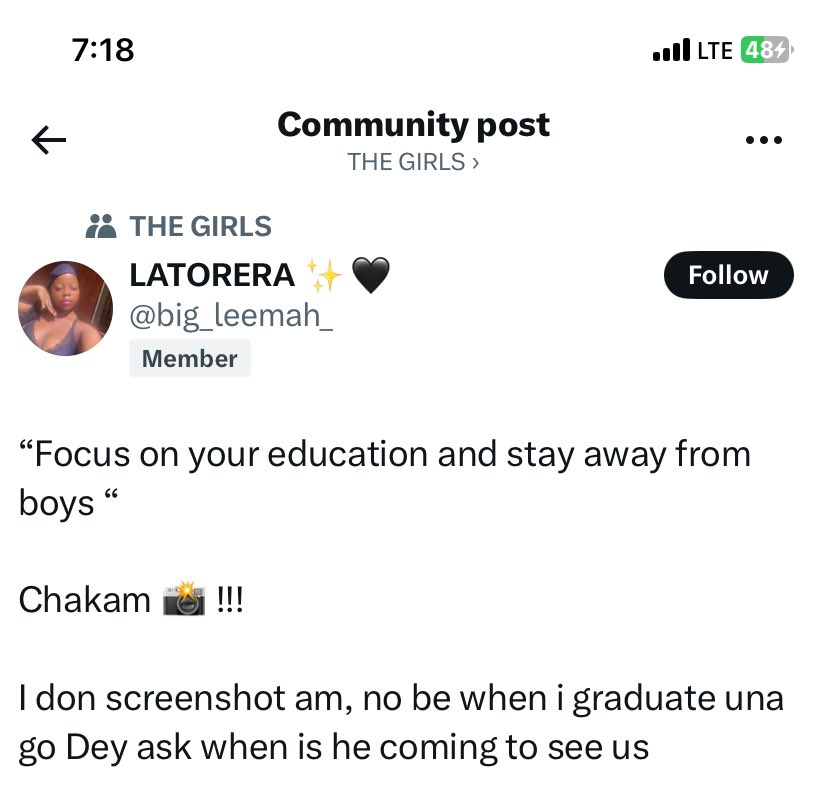 7:18 LTE 48
Community post
THE GIRLS ›
THE GIRLS
LATORERA ✨🖤
Follow
@big_leemah_
Member
“Focus on your education and stay away from
boys “
Chakam 📸 !!!
I don screenshot am, no be when i graduate una
go Dey ask when is he coming to see us